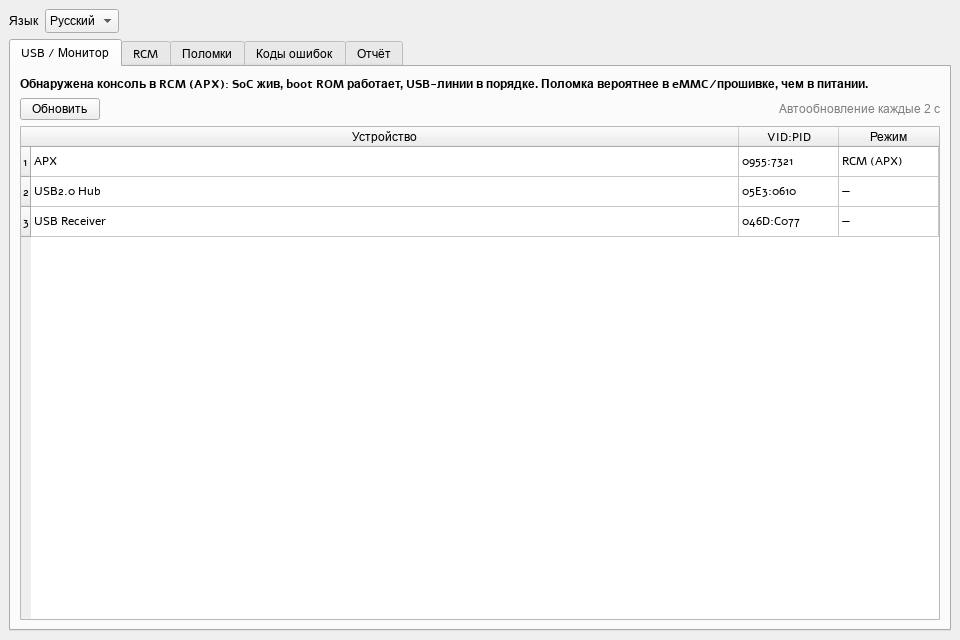 Язык Русский
USB / Монитор RCM Поломки Коды ошибок Отчёт
Обнаружена консоль в RCM (APX): SoC жив, boot ROM работает, USB-линии в порядке. Поломка вероятнее в eMMC/прошивке, чем в питании.
Обновить Автообновление каждые 2 с
Устройство VID:PID Режим
1 APX 0955:7321 RCM (APX)
2 USB2.0 Hub 05E3:0610 —
3 USB Receiver 046D:C077 —